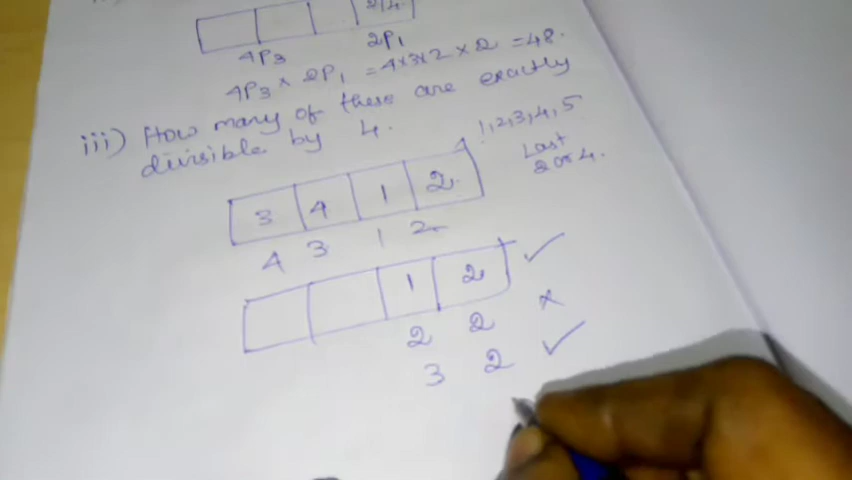 2/4
4P3 2P1
4P3 × 2P1 = 4×3×2 × 2 = 48.
iii) How many of these are exactly
divisible by 4.
1,2,3,4,5
Last
2 or 4.
3 4 1 2
4 3 1 2
1 2 ✓
2 2 ×
3 2 ✓